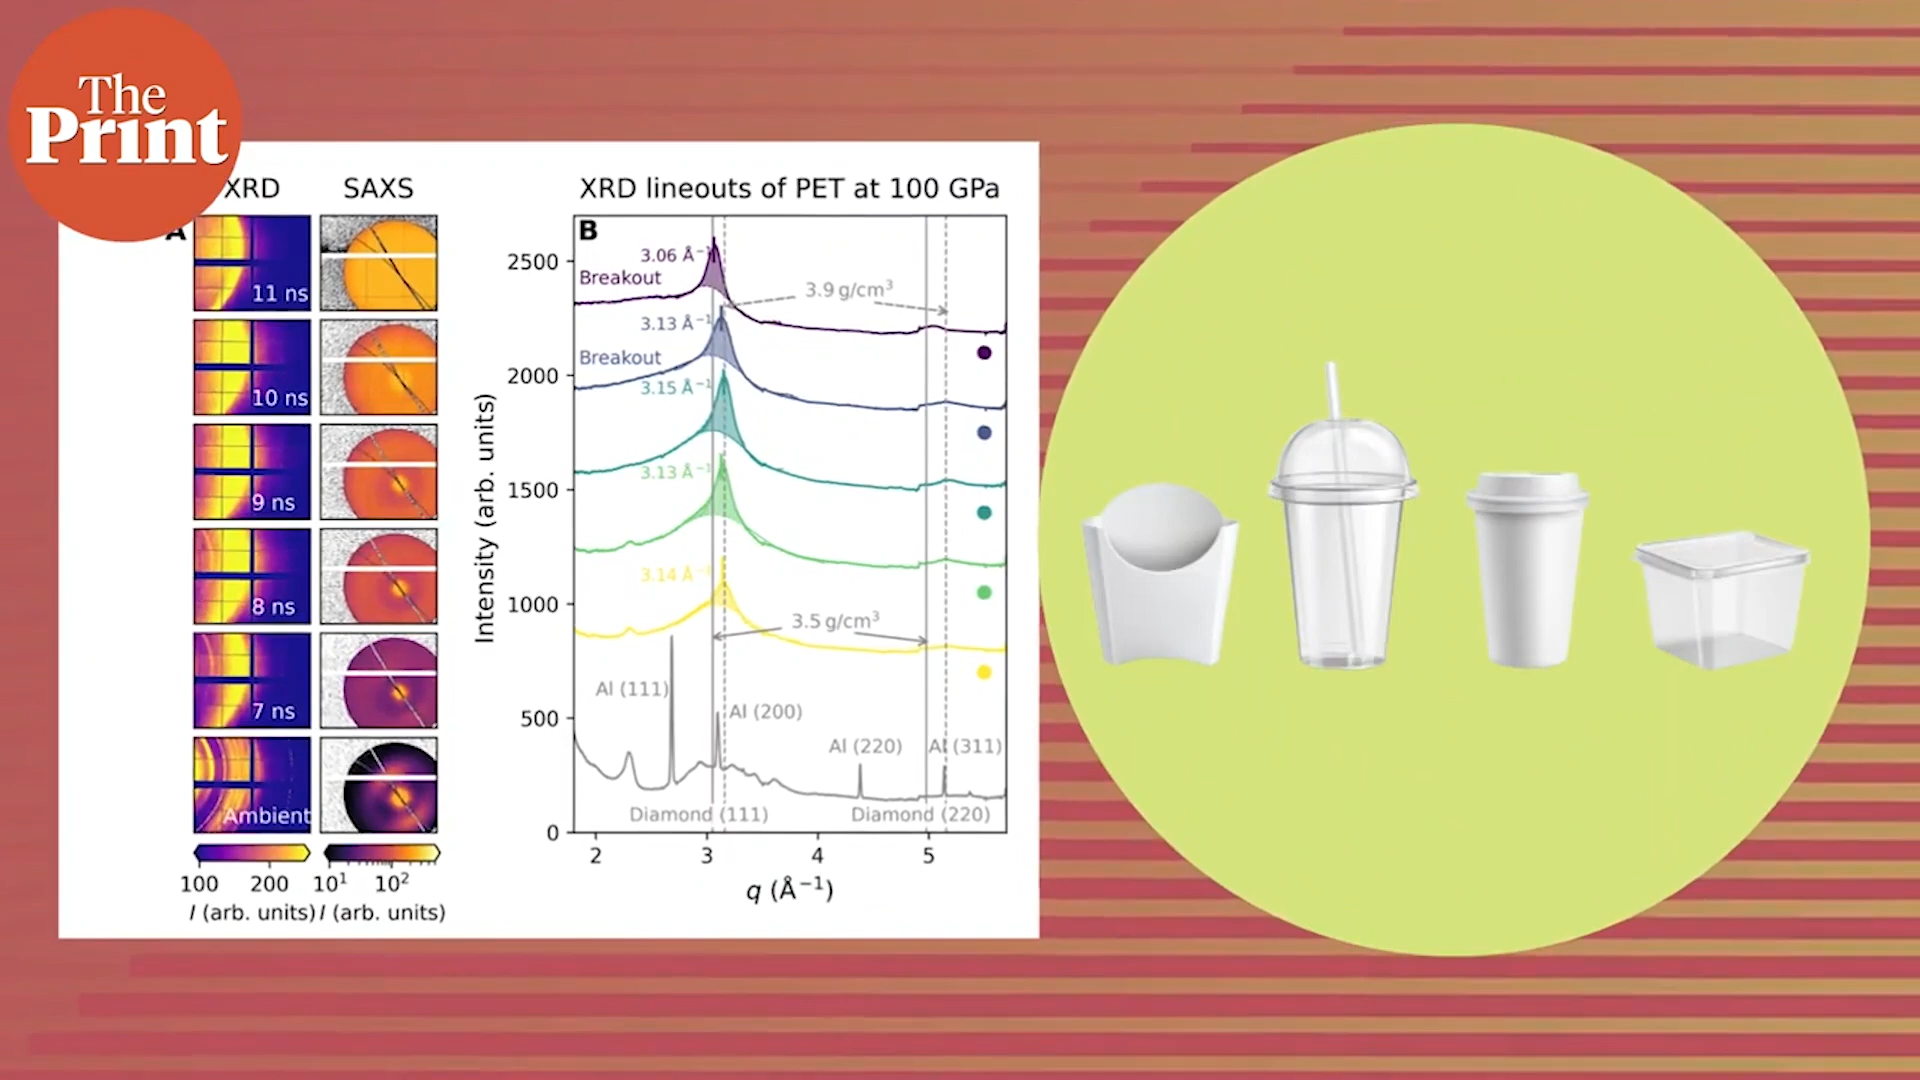 The
Print
XRD
SAXS
A
11 ns
10 ns
9 ns
8 ns
7 ns
Ambient
100 200
10¹ 10²
I (arb. units)
I (arb. units)
XRD lineouts of PET at 100 GPa
B
Intensity (arb. units)
2500
2000
1500
1000
500
0
3.06 Å⁻¹
Breakout
3.9 g/cm³
3.13 Å⁻¹
Breakout
3.15 Å⁻¹
3.13 Å⁻¹
3.14 Å⁻¹
3.5 g/cm³
Al (111)
Al (200)
Al (220)
Al (311)
Diamond (111)
Diamond (220)
2 3 4 5
q (Å⁻¹)